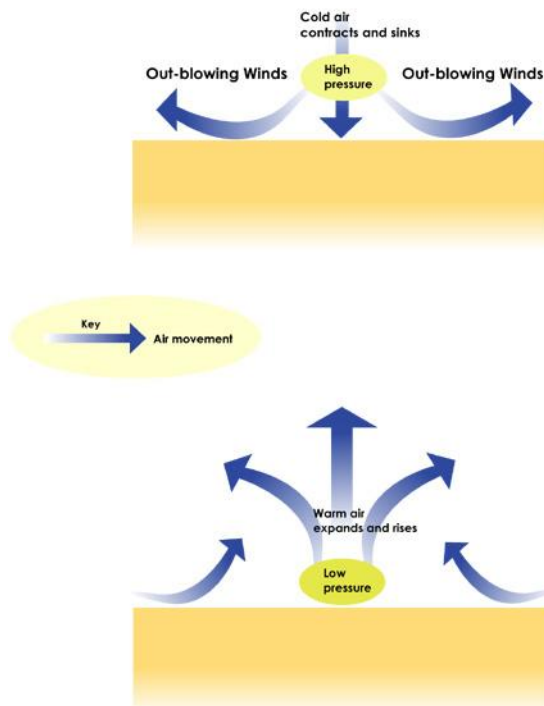 Cold air
contracts and sinks
Out-blowing Winds
High
pressure
Out-blowing Winds
Key
Air movement
Warm air
expands and rises
Low
pressure